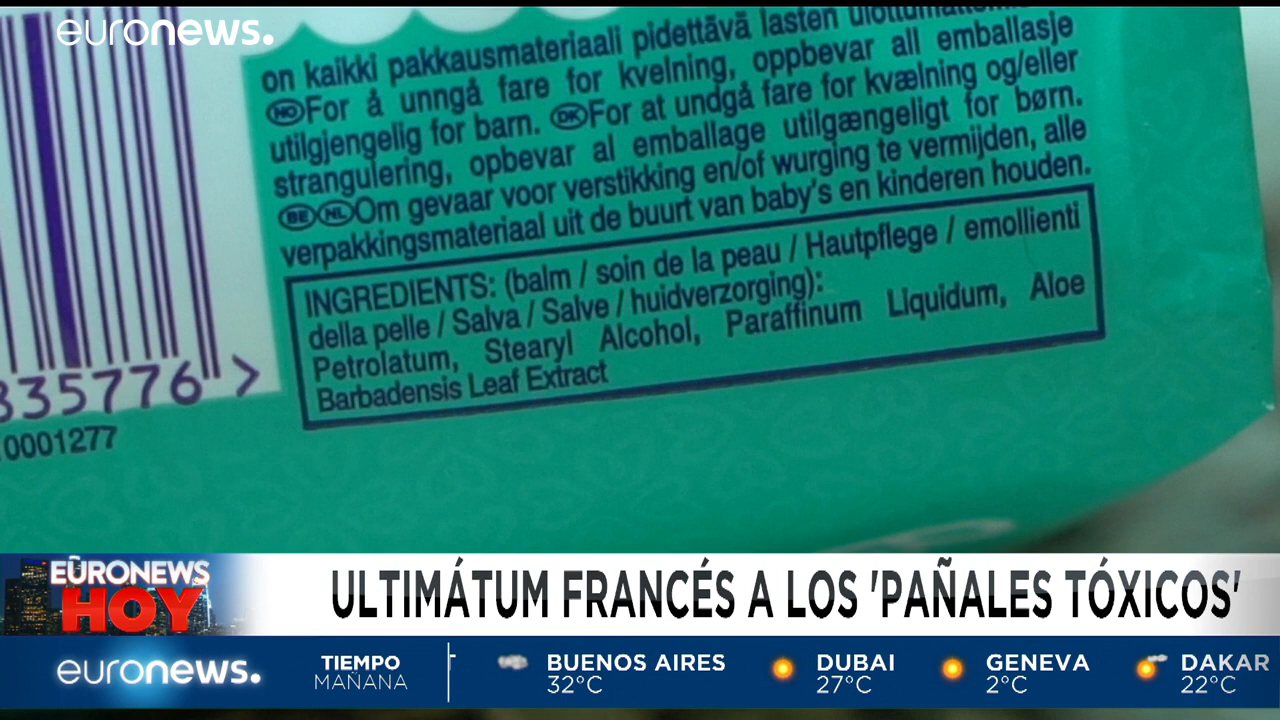 euronews.
on kaikki pakkausmateriaali pidettävä lasten
NO For å unngå fare for kvelning, oppbevar all emballasje
utilgjengelig for barn. DK For at undgå fare for kvælning og/eller
strangulering, opbevar al emballage utilgængeligt for børn.
BE NL Om gevaar voor verstikking en/of wurging te vermijden, alle
verpakkingsmateriaal uit de buurt van baby's en kinderen houden.
INGREDIENTS: (balm / soin de la peau / Hautpflege / emollienti
della pelle / Salva / Salve / huidverzorging):
Petrolatum, Stearyl Alcohol, Paraffinum Liquidum, Aloe
Barbadensis Leaf Extract
35776 >
0001277
EURONEWS
HOY
ULTIMÁTUM FRANCÉS A LOS 'PAÑALES TÓXICOS'
euronews.
TIEMPO
MAÑANA
BUENOS AIRES
32°C
DUBAI
27°C
GENEVA
2°C
DAKAR
22°C